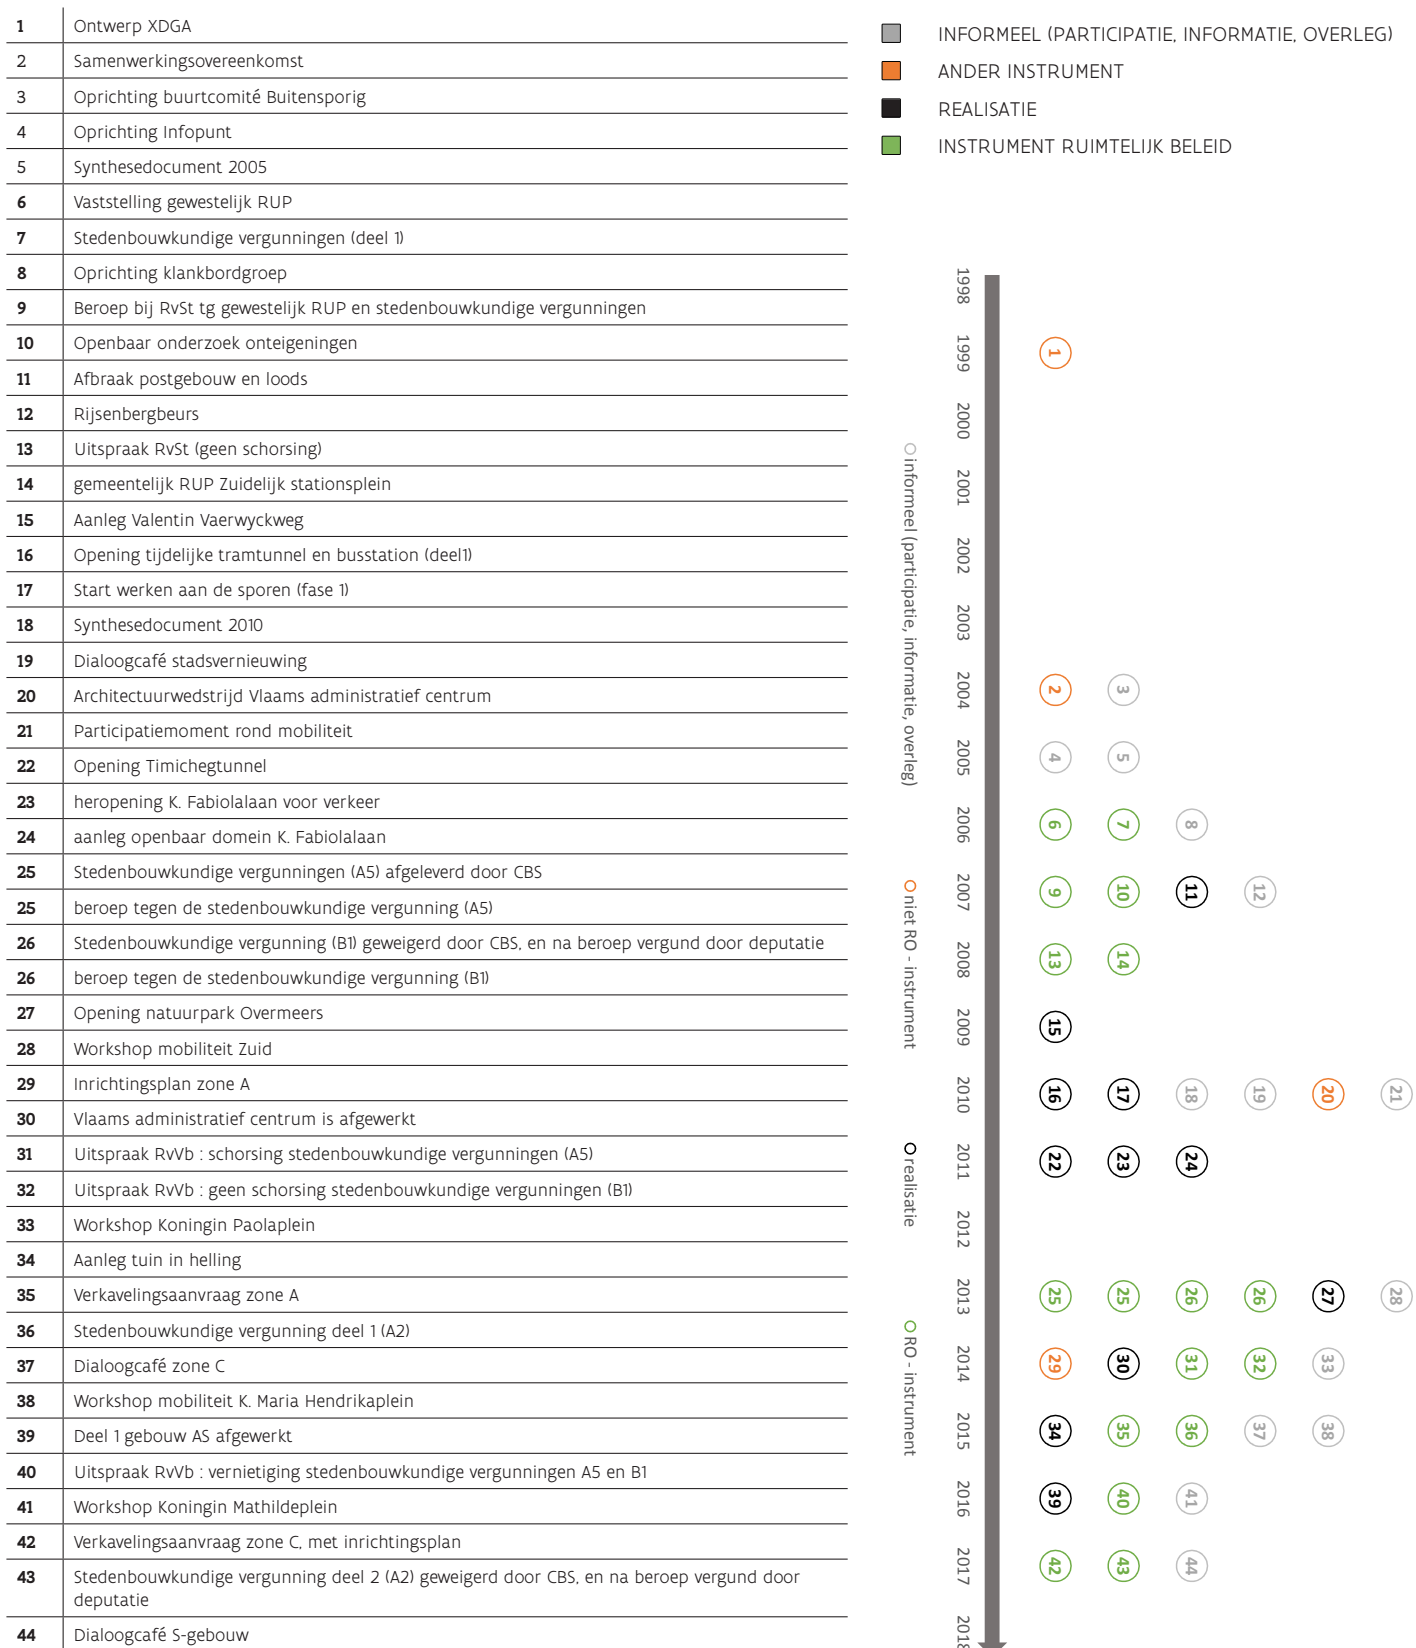 1 Ontwerp XDGA
2 Samenwerkingsovereenkomst
3 Oprichting buurtcomité Buitensporig
4 Oprichting Infopunt
5 Synthesedocument 2005
6 Vaststelling gewestelijk RUP
7 Stedenbouwkundige vergunningen (deel 1)
8 Oprichting klankbordgroep
9 Beroep bij RvSt tg gewestelijk RUP en stedenbouwkundige vergunningen
10 Openbaar onderzoek onteigeningen
11 Afbraak postgebouw en loods
12 Rijsenbergbeurs
13 Uitspraak RvSt (geen schorsing)
14 gemeentelijk RUP Zuidelijk stationsplein
15 Aanleg Valentin Vaerwyckweg
16 Opening tijdelijke tramtunnel en busstation (deel1)
17 Start werken aan de sporen (fase 1)
18 Synthesedocument 2010
19 Dialoogcafé stadsvernieuwing
20 Architectuurwedstrijd Vlaams administratief centrum
21 Participatiemoment rond mobiliteit
22 Opening Timichegtunnel
23 heropening K. Fabiolalaan voor verkeer
24 aanleg openbaar domein K. Fabiolalaan
25 Stedenbouwkundige vergunningen (A5) afgeleverd door CBS
25 beroep tegen de stedenbouwkundige vergunning (A5)
26 Stedenbouwkundige vergunning (B1) geweigerd door CBS, en na beroep vergund door deputatie
26 beroep tegen de stedenbouwkundige vergunning (B1)
27 Opening natuurpark Overmeers
28 Workshop mobiliteit Zuid
29 Inrichtingsplan zone A
30 Vlaams administratief centrum is afgewerkt
31 Uitspraak RvVb : schorsing stedenbouwkundige vergunningen (A5)
32 Uitspraak RvVb : geen schorsing stedenbouwkundige vergunningen (B1)
33 Workshop Koningin Paolaplein
34 Aanleg tuin in helling
35 Verkavelingsaanvraag zone A
36 Stedenbouwkundige vergunning deel 1 (A2)
37 Dialoogcafé zone C
38 Workshop mobiliteit K. Maria Hendrikaplein
39 Deel 1 gebouw AS afgewerkt
40 Uitspraak RvVb : vernietiging stedenbouwkundige vergunningen A5 en B1
41 Workshop Koningin Mathildeplein
42 Verkavelingsaanvraag zone C, met inrichtingsplan
43 Stedenbouwkundige vergunning deel 2 (A2) geweigerd door CBS, en na beroep vergund door
deputatie
44 Dialoogcafé S-gebouw
INFORMEEL (PARTICIPATIE, INFORMATIE, OVERLEG)
ANDER INSTRUMENT
REALISATIE
INSTRUMENT RUIMTELIJK BELEID
informeel (participatie, informatie, overleg)
niet RO - instrument
realisatie
RO - instrument
1998
1999 1
2000
2001
2002
2003
2004 2 3
2005 4 5
2006 6 7 8
2007 9 10 11 12
2008 13 14
2009 15
2010 16 17 18 19 20 21
2011 22 23 24
2012
2013 25 25 26 26 27 28
2014 29 30 31 32 33
2015 34 35 36 37 38
2016 39 40 41
2017 42 43 44
2018